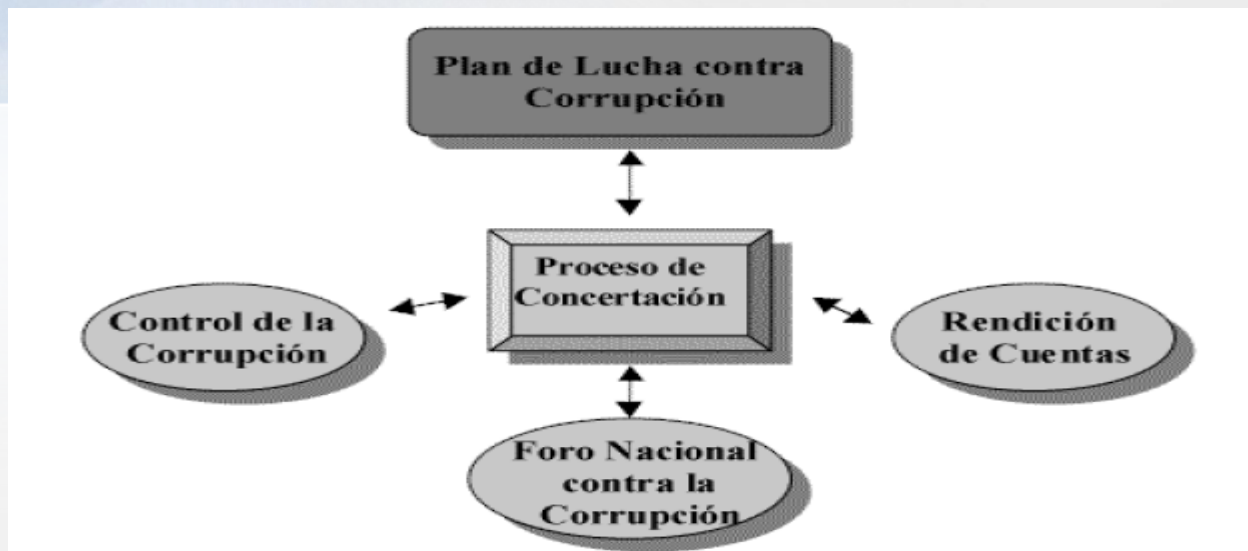 Plan de Lucha contra
Corrupción
Proceso de
Concertación
Control de la
Corrupción
Rendición
de Cuentas
Foro Nacional
contra la
Corrupción